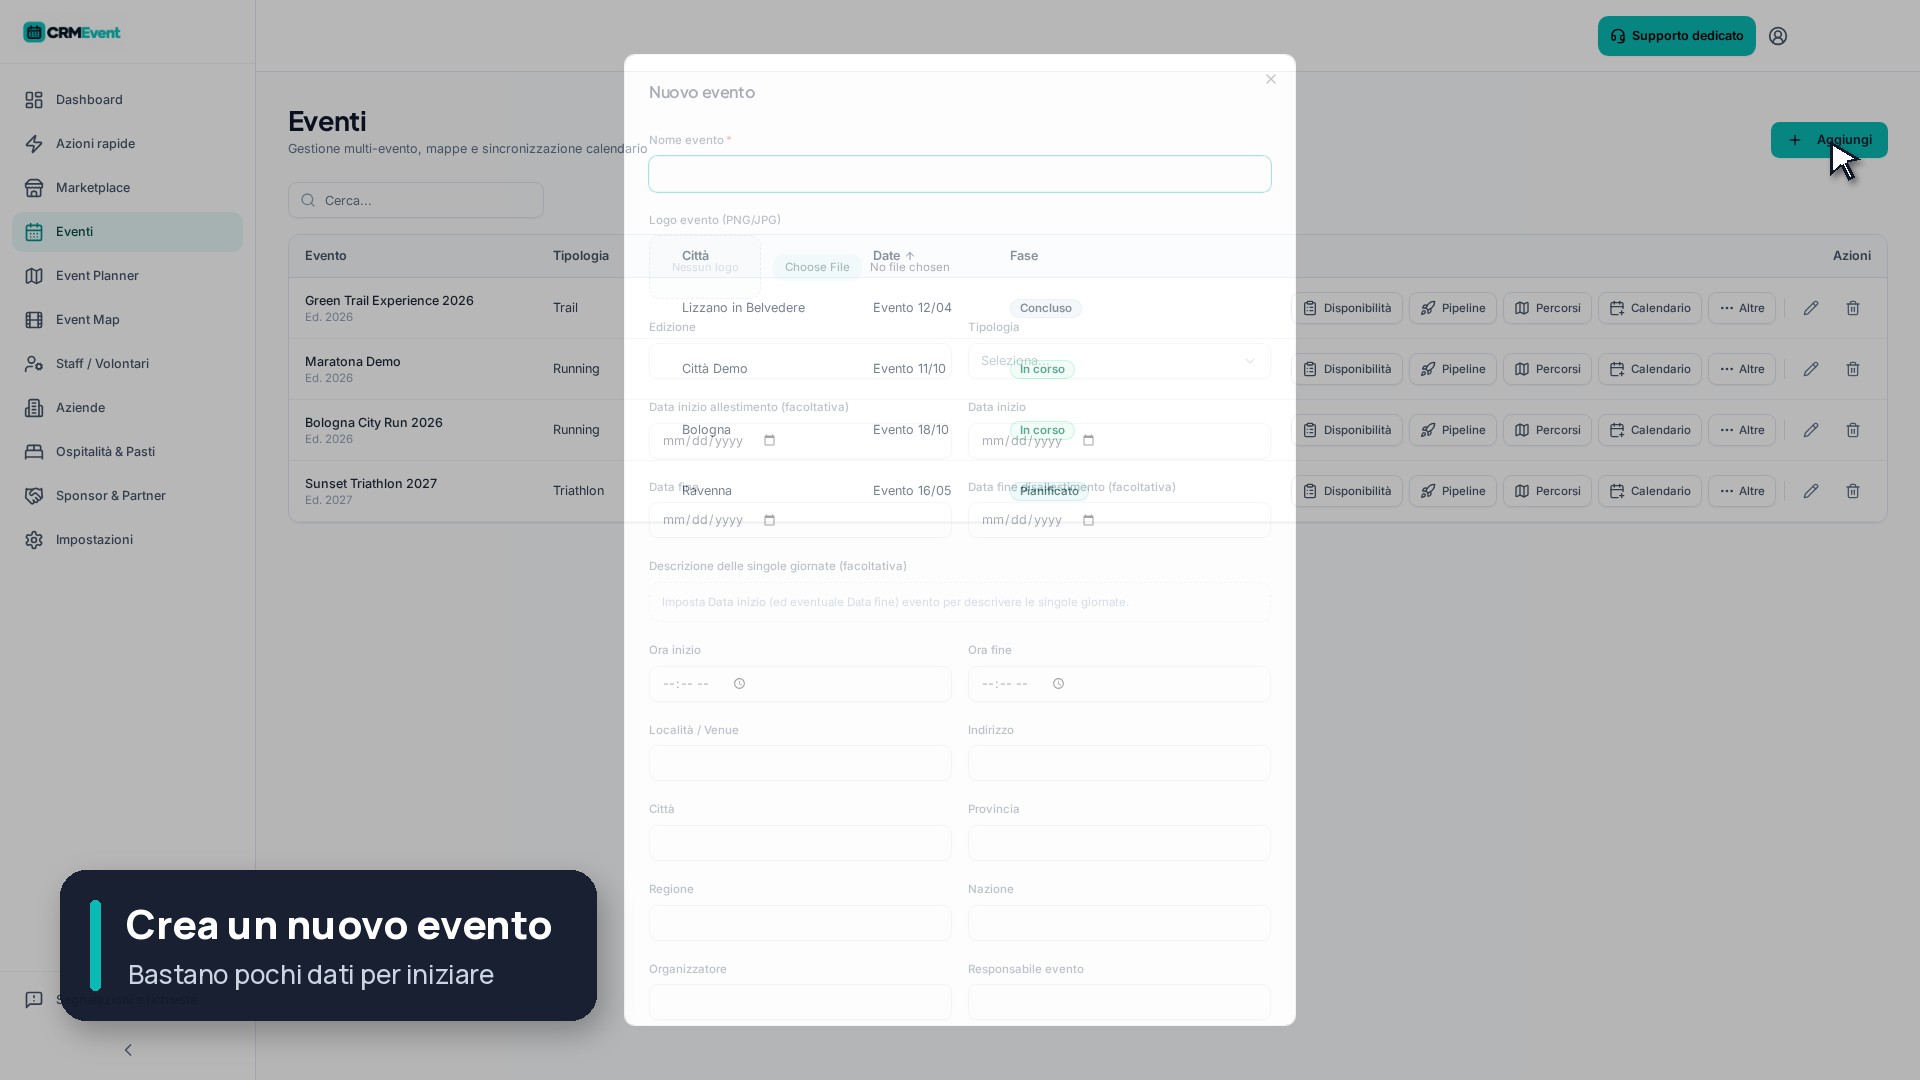 CRMEvent
Supporto dedicato
Dashboard
Azioni rapide
Marketplace
Eventi
Event Planner
Event Map
Staff / Volontari
Aziende
Ospitalità & Pasti
Sponsor & Partner
Impostazioni
Eventi
Gestione multi-evento, mappe e sincronizzazione calendario
Aggiungi
Cerca...
Evento Tipologia Città Date ↑ Fase Azioni
Green Trail Experience 2026 Trail Lizzano in Belvedere Evento 12/04 Concluso Disponibilità Pipeline Percorsi Calendario Altre
Ed. 2026
Maratona Demo Running Città Demo Evento 11/10 In corso Disponibilità Pipeline Percorsi Calendario Altre
Ed. 2026
Bologna City Run 2026 Running Bologna Evento 18/10 In corso Disponibilità Pipeline Percorsi Calendario Altre
Ed. 2026
Sunset Triathlon 2027 Triathlon Ravenna Evento 16/05 Pianificato Disponibilità Pipeline Percorsi Calendario Altre
Ed. 2027
Nuovo evento
Nome evento *
Logo evento (PNG/JPG)
Nessun logo Choose File No file chosen
Edizione Tipologia
Seleziona...
Data inizio allestimento (facoltativa) Data inizio
mm/dd/yyyy mm/dd/yyyy
Data fine Data fine disallestimento (facoltativa)
mm/dd/yyyy mm/dd/yyyy
Descrizione delle singole giornate (facoltativa)
Imposta Data inizio (ed eventuale Data fine) evento per descrivere le singole giornate.
Ora inizio Ora fine
--:-- -- --:-- --
Località / Venue Indirizzo
Città Provincia
Regione Nazione
Organizzatore Responsabile evento
Crea un nuovo evento
Bastano pochi dati per iniziare